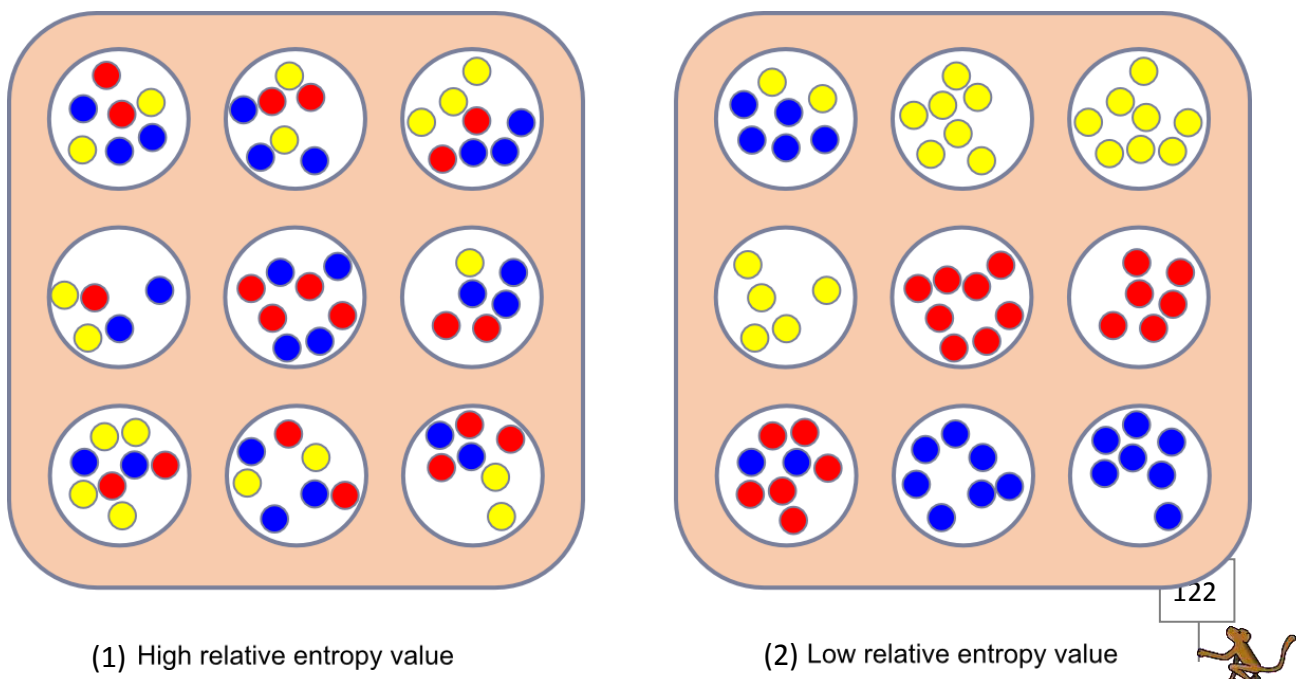 122
(1) High relative entropy value
(2) Low relative entropy value